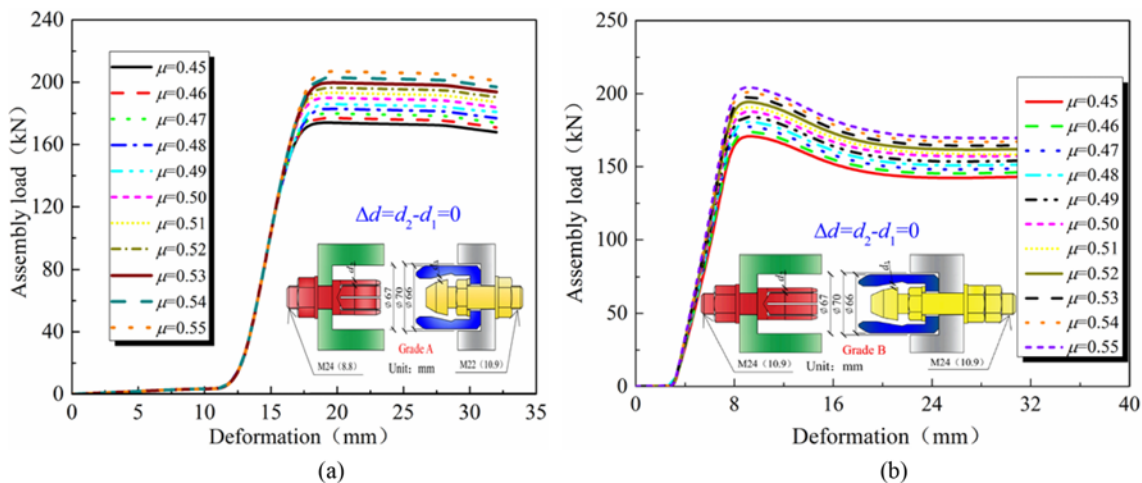 240
200
160
120
80
40
0
Assembly load（kN）
μ=0.45
μ=0.46
μ=0.47
μ=0.48
μ=0.49
μ=0.50
μ=0.51
μ=0.52
μ=0.53
μ=0.54
μ=0.55
Δd=d₂-d₁=0
d₂
ϕ67
ϕ70
ϕ66
d₁
Grade A
M24 (8.8)
Unit：mm
M22 (10.9)
0 5 10 15 20 25 30 35
Deformation（mm）
(a)
250
200
150
100
50
0
Assembly load（kN）
Δd=d₂-d₁=0
d₂
ϕ67
ϕ70
ϕ66
d₁
Grade B
M24 (10.9)
Unit：mm
M24 (10.9)
μ=0.45
μ=0.46
μ=0.47
μ=0.48
μ=0.49
μ=0.50
μ=0.51
μ=0.52
μ=0.53
μ=0.54
μ=0.55
0 8 16 24 32 40
Deformation（mm）
(b)